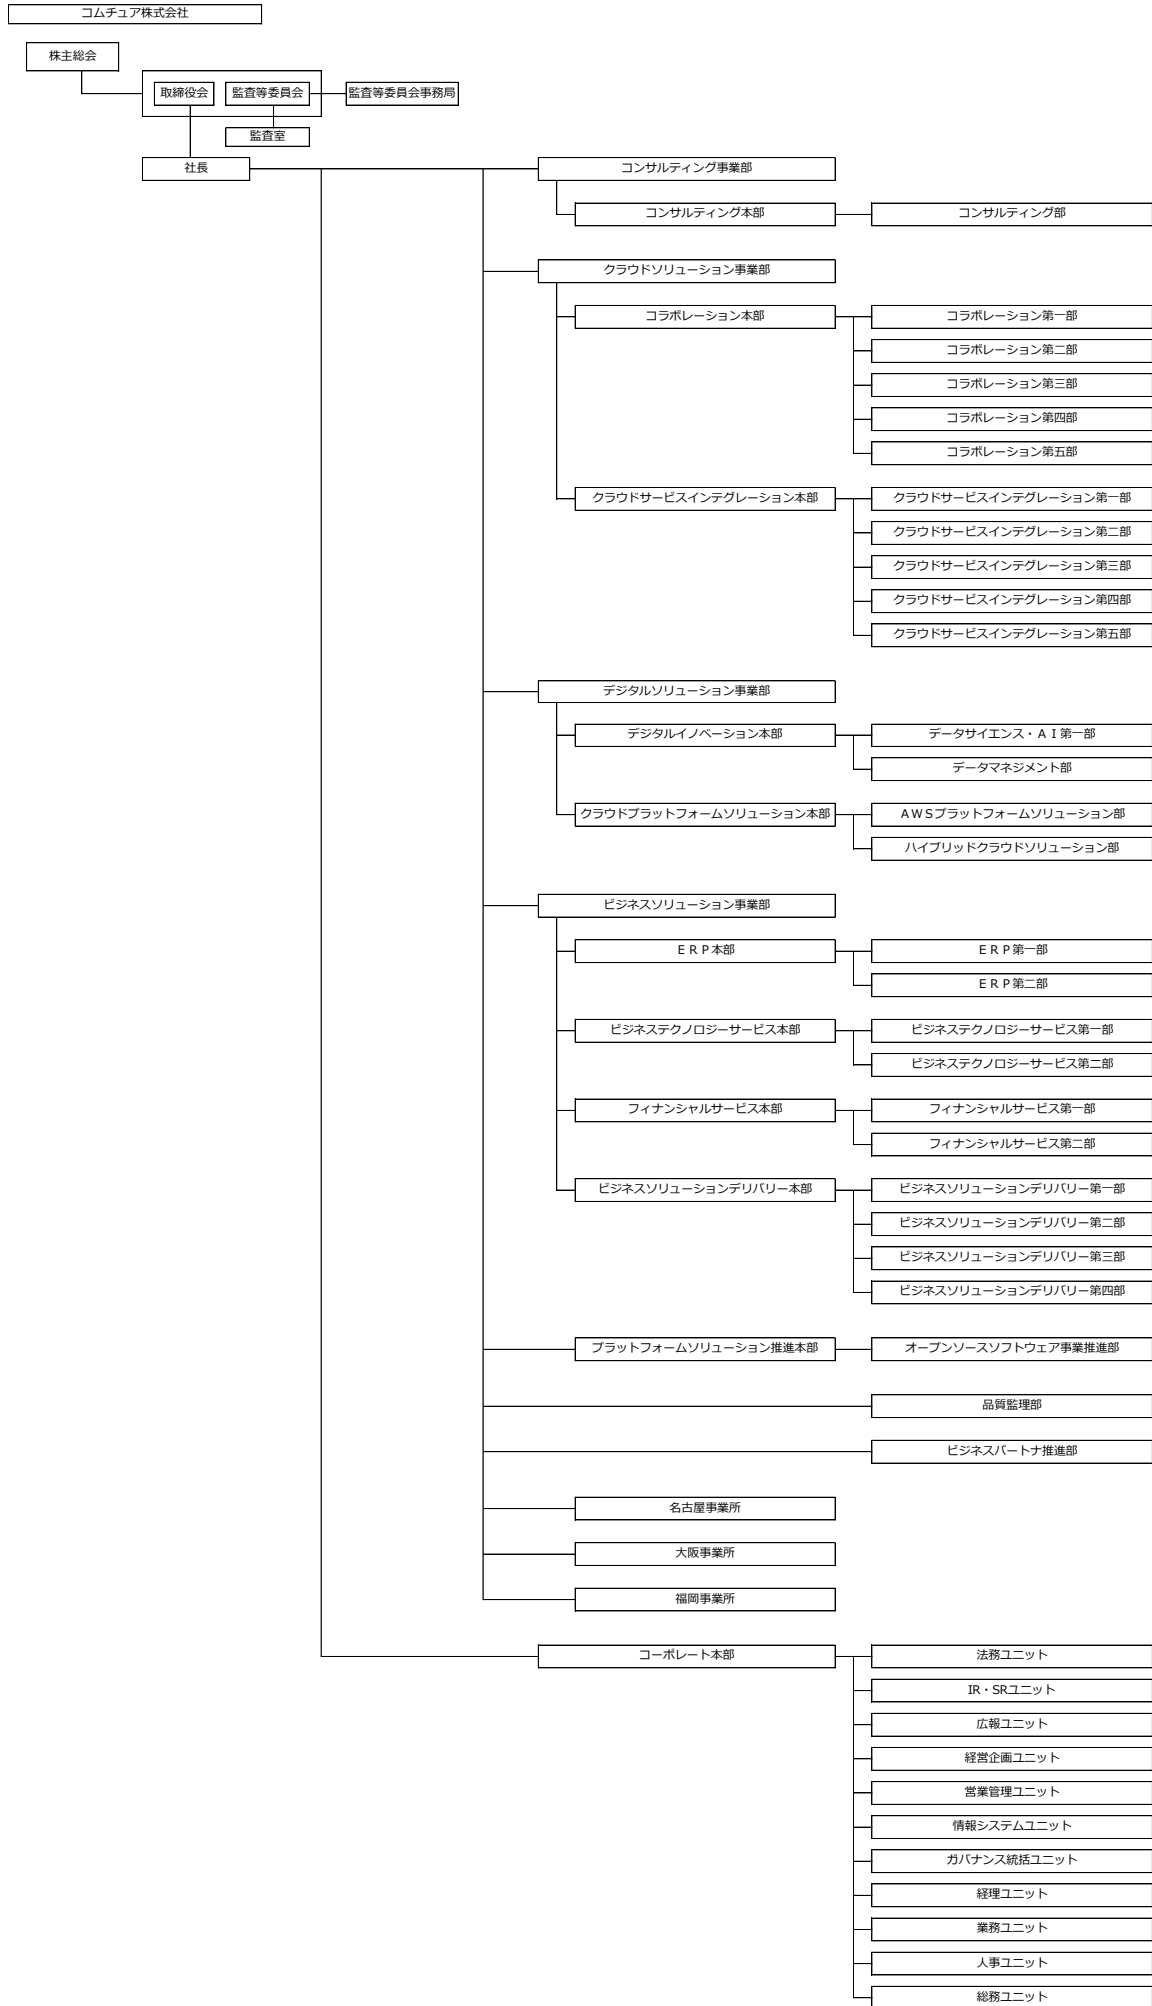 コムチュア株式会社
株主総会
取締役会
監査等委員会
監査等委員会事務局
監査室
社長
コンサルティング事業部
コンサルティング本部
コンサルティング部
クラウドソリューション事業部
コラボレーション本部
コラボレーション第一部
コラボレーション第二部
コラボレーション第三部
コラボレーション第四部
コラボレーション第五部
クラウドサービスインテグレーション本部
クラウドサービスインテグレーション第一部
クラウドサービスインテグレーション第二部
クラウドサービスインテグレーション第三部
クラウドサービスインテグレーション第四部
クラウドサービスインテグレーション第五部
デジタルソリューション事業部
デジタルイノベーション本部
データサイエンス・ＡＩ第一部
データマネジメント部
クラウドプラットフォームソリューション本部
ＡＷＳプラットフォームソリューション部
ハイブリッドクラウドソリューション部
ビジネスソリューション事業部
ＥＲＰ本部
ＥＲＰ第一部
ＥＲＰ第二部
ビジネステクノロジーサービス本部
ビジネステクノロジーサービス第一部
ビジネステクノロジーサービス第二部
フィナンシャルサービス本部
フィナンシャルサービス第一部
フィナンシャルサービス第二部
ビジネスソリューションデリバリー本部
ビジネスソリューションデリバリー第一部
ビジネスソリューションデリバリー第二部
ビジネスソリューションデリバリー第三部
ビジネスソリューションデリバリー第四部
プラットフォームソリューション推進本部
オープンソースソフトウェア事業推進部
品質監理部
ビジネスパートナ推進部
名古屋事業所
大阪事業所
福岡事業所
コーポレート本部
法務ユニット
IR・SRユニット
広報ユニット
経営企画ユニット
営業管理ユニット
情報システムユニット
ガバナンス統括ユニット
経理ユニット
業務ユニット
人事ユニット
総務ユニット